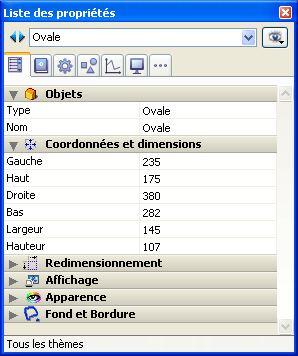 Liste des propriétés
Ovale
Objets
Type Ovale
Nom Ovale
Coordonnées et dimensions
Gauche 235
Haut 175
Droite 380
Bas 282
Largeur 145
Hauteur 107
Redimensionnement
Affichage
Apparence
Fond et Bordure
Tous les thèmes